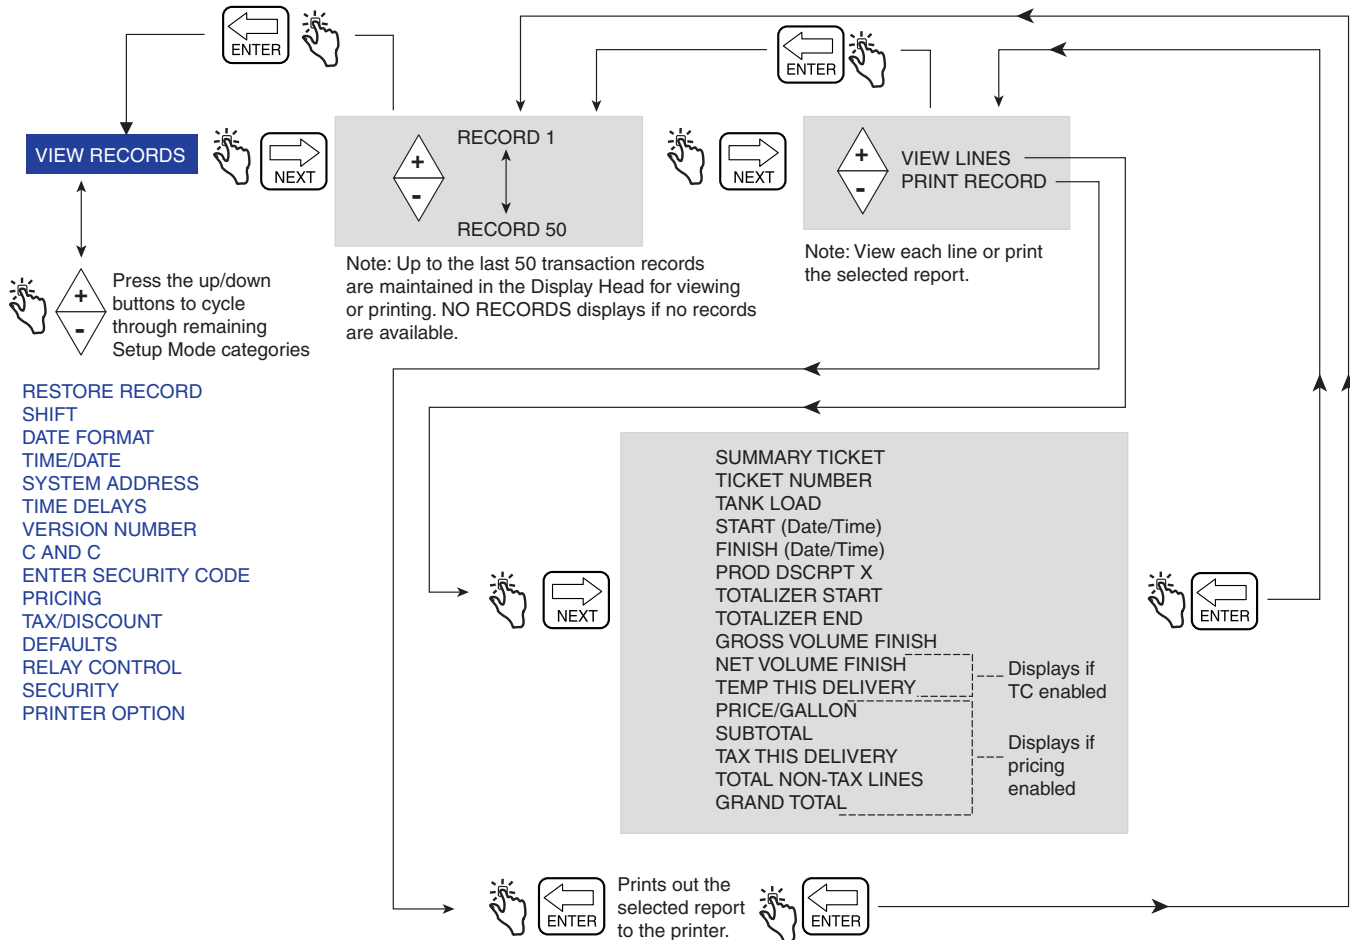 ENTER
ENTER
VIEW RECORDS
NEXT
+
-
RECORD 1
RECORD 50
NEXT
+
-
VIEW LINES
PRINT RECORD
Note: Up to the last 50 transaction records
are maintained in the Display Head for viewing
or printing. NO RECORDS displays if no records
are available.
Note: View each line or print
the selected report.
+
-
Press the up/down
buttons to cycle
through remaining
Setup Mode categories
RESTORE RECORD
SHIFT
DATE FORMAT
TIME/DATE
SYSTEM ADDRESS
TIME DELAYS
VERSION NUMBER
C AND C
ENTER SECURITY CODE
PRICING
TAX/DISCOUNT
DEFAULTS
RELAY CONTROL
SECURITY
PRINTER OPTION
NEXT
SUMMARY TICKET
TICKET NUMBER
TANK LOAD
START (Date/Time)
FINISH (Date/Time)
PROD DSCRPT X
TOTALIZER START
TOTALIZER END
GROSS VOLUME FINISH
NET VOLUME FINISH
TEMP THIS DELIVERY
PRICE/GALLON
SUBTOTAL
TAX THIS DELIVERY
TOTAL NON-TAX LINES
GRAND TOTAL
Displays if
TC enabled
Displays if
pricing
enabled
ENTER
ENTER
Prints out the
selected report
to the printer.
ENTER